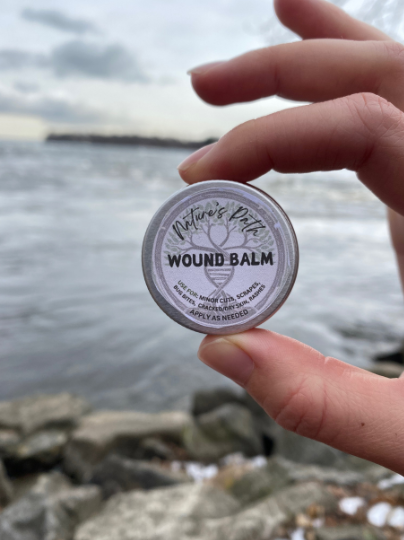 Nature's Path
WOUND BALM
USE FOR: MINOR CUTS, SCRAPES,
BUG BITES, CRACKED/DRY SKIN, RASHES
APPLY AS NEEDED